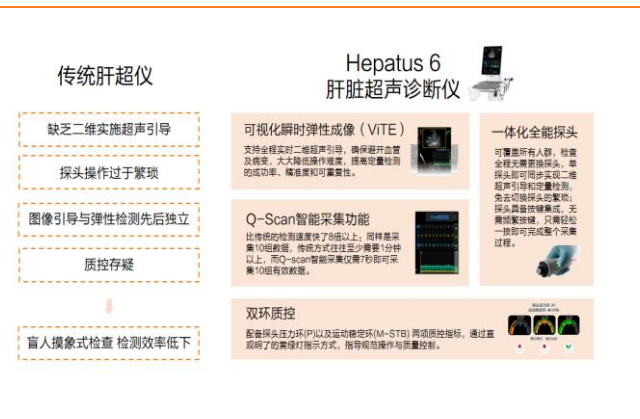 传统肝超仪
缺乏二维实施超声引导
探头操作过于繁琐
图像引导与弹性检测先后独立
质控存疑
盲人摸象式检查 检测效率低下
Hepatus 6
肝脏超声诊断仪
可视化瞬时弹性成像（ViTE）
支持全程实时二维超声引导，确保避开血管
及病变，大大降低操作难度，提高定量检测
的成功率、精准度和可重复性。
Q-Scan智能采集功能
比传统的检测速度快了8倍以上；同样是采
集10组数据，传统方式往往至少需要1分钟
以上，而Q-scan智能采集仅需7秒即可采
集10组有效数据。
一体化全能探头
可覆盖所有人群，检查
全程无需更换探头，单
探头即可同步实现二维
超声引导和定量检测，
免去切换探头的繁琐；
探头具备按键集成，无
需频繁按键，只需轻松
一按即可完成整个采集
过程。
双环质控
配备探头压力环(P)以及运动稳定环(M-STB) 两项质控指标，通过直
观明了的黄绿灯指示方式，指导规范操作与质量控制。